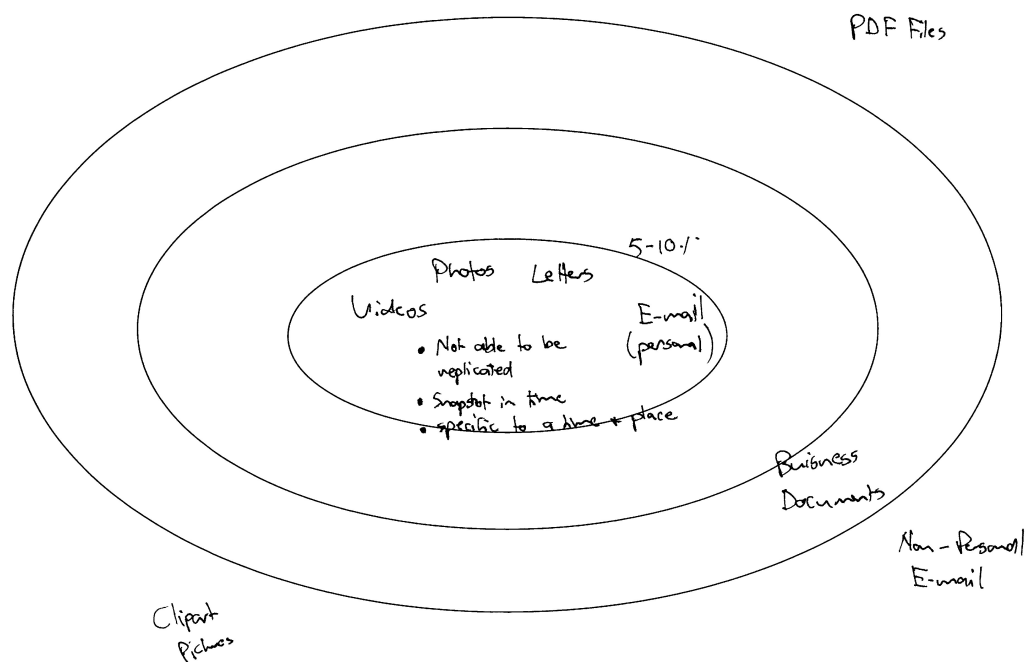 PDF Files
5-10%
Photos Letters
Videos
E-mail
(personal)
• Not able to be
replicated
• Snapshot in time
• specific to a time + place
Buisness
Documents
Non-Personal
E-mail
Clipart
Pictures